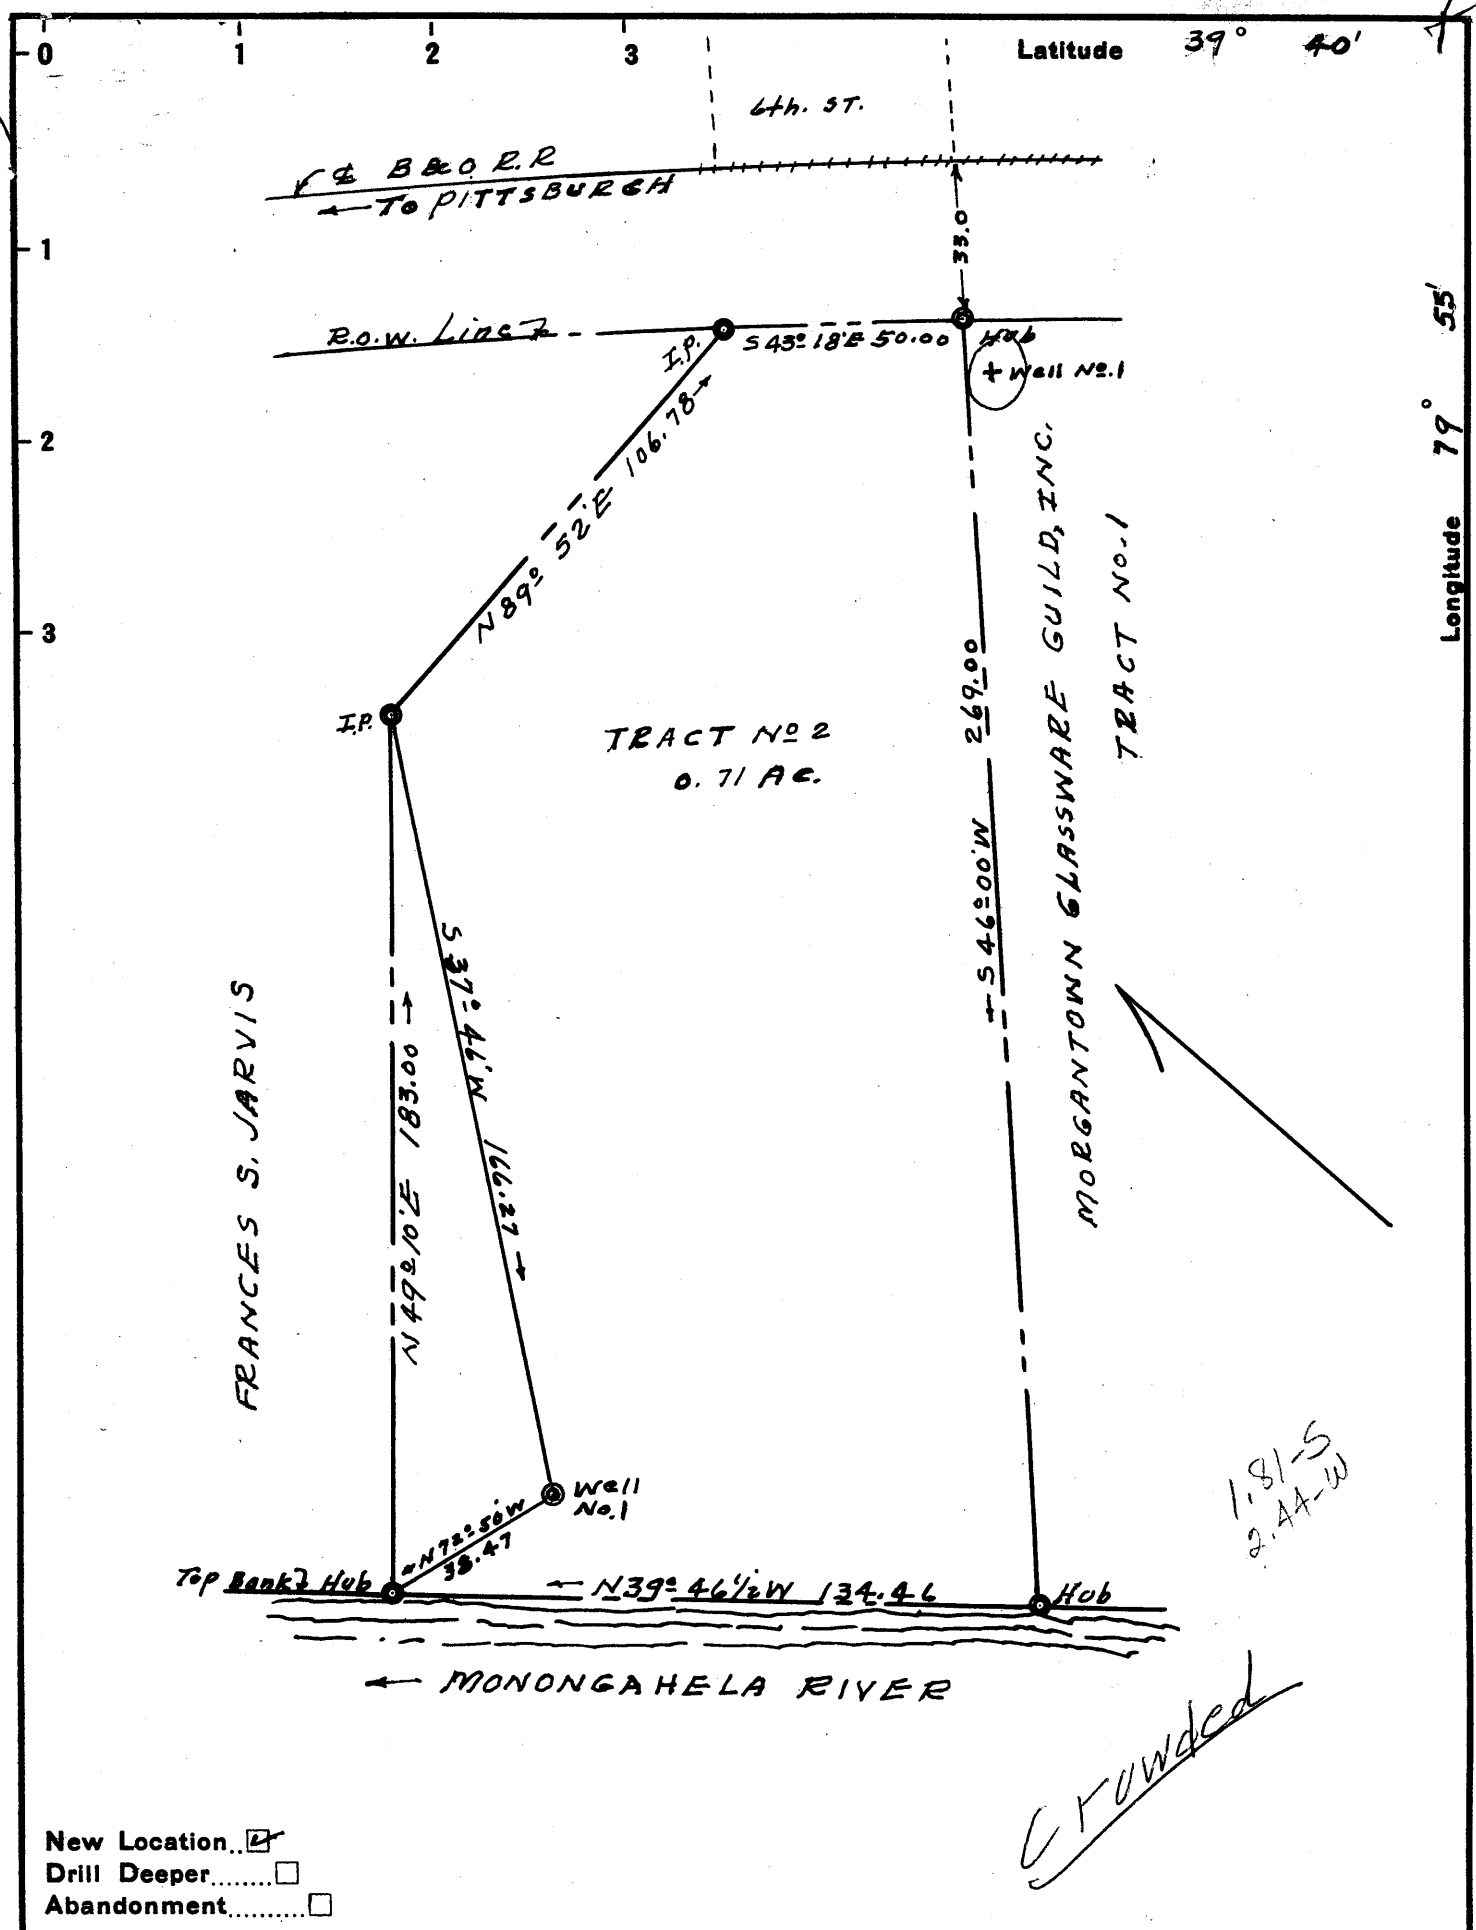 0 1 2 3 Latitude 39° 40'
6th. ST.
℄ B&O R.R
← TO PITTSBURGH
1
33.0
R.O.W. Line
I.P.
S 43° 18' E 50.00
Hub
+ Well No. 1
Longitude 79° 55'
2
N 89° 52' E 106.78 →
3
I.P.
TRACT No 2
0.71 AC.
← S 46° 00' W 269.00
MORGANTOWN GLASSWARE GUILD, INC.
TRACT NO. 1
FRANCES S. JARVIS
N 49° 10' E 183.00 →
S 37° 46' W 166.27 →
Well
No. 1
← N 72° 50' W
38.47
Top Bank Hub
← N 39° 46 1/2 W 134.46
Hub
← MONONGAHELA RIVER
1.81-S
2.44-W
Crowded
New Location..
Drill Deeper........
Abandonment..........